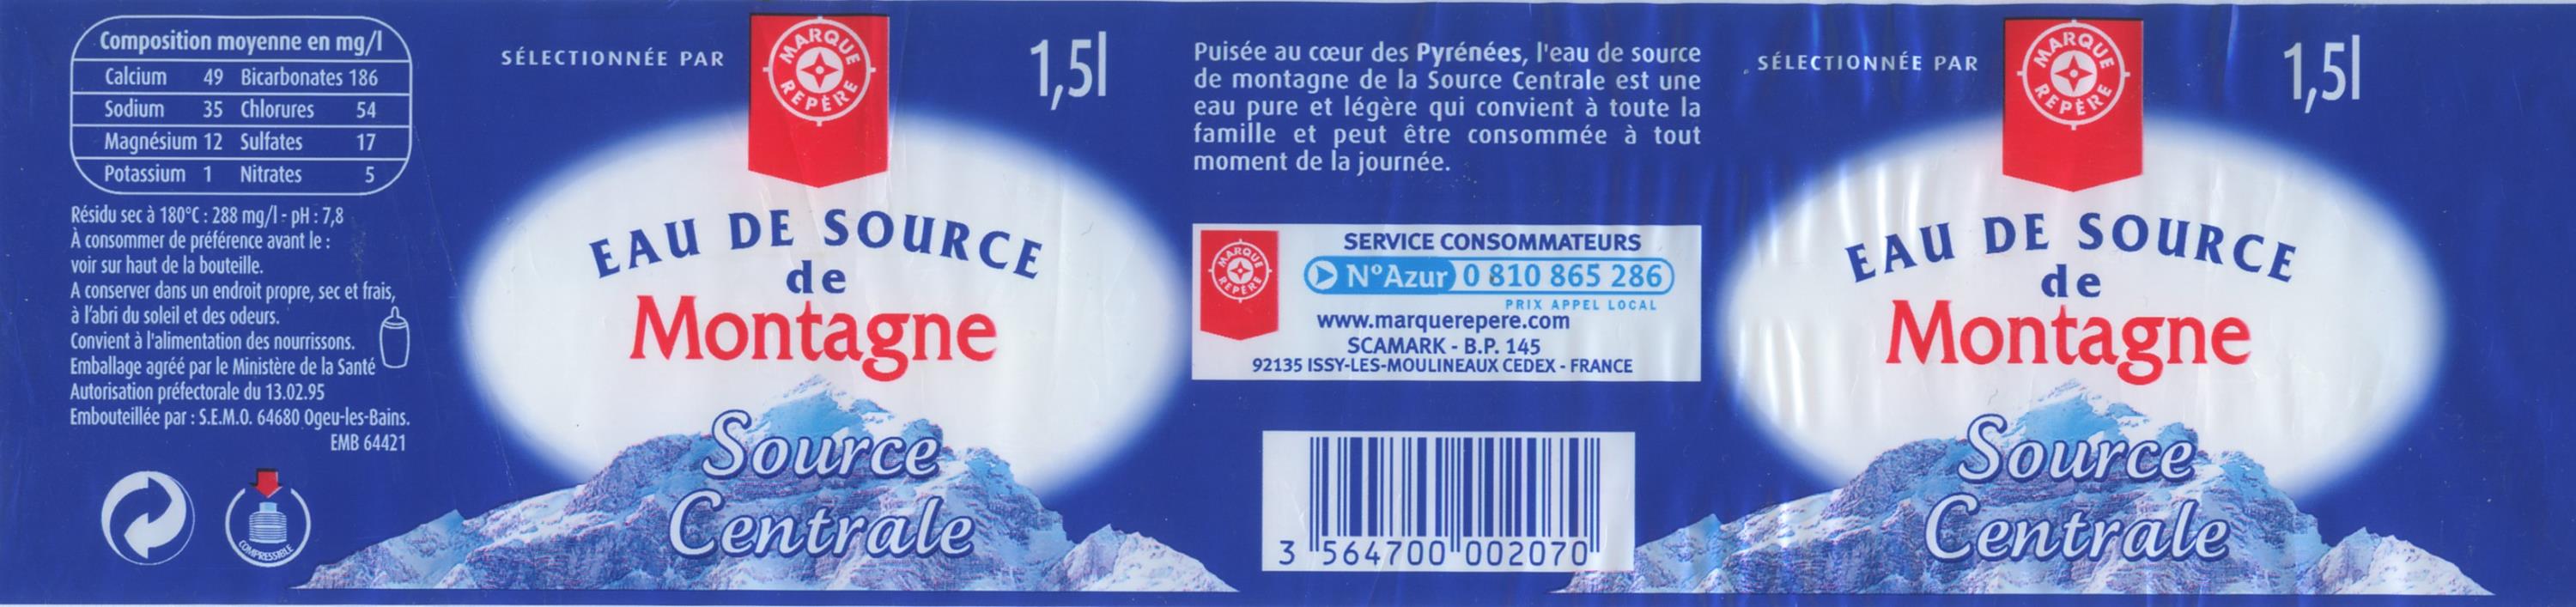 Composition moyenne en mg/l
Calcium 49 Bicarbonates 186
Sodium 35 Chlorures 54
Magnésium 12 Sulfates 17
Potassium 1 Nitrates 5
Résidu sec à 180°C : 288 mg/l - pH : 7,8
À consommer de préférence avant le :
voir sur haut de la bouteille.
A conserver dans un endroit propre, sec et frais,
à l'abri du soleil et des odeurs.
Convient à l'alimentation des nourrissons.
Emballage agréé par le Ministère de la Santé
Autorisation préfectorale du 13.02.95
Embouteillée par : S.E.M.O. 64680 Ogeu-les-Bains.
EMB 64421
COMPRESSIBLE
SÉLECTIONNÉE PAR
MARQUE
REPÈRE
1,5l
EAU DE SOURCE
de
Montagne
Source
Centrale
Puisée au cœur des Pyrénées, l'eau de source
de montagne de la Source Centrale est une
eau pure et légère qui convient à toute la
famille et peut être consommée à tout
moment de la journée.
MARQUE
REPÈRE
SERVICE CONSOMMATEURS
N°Azur 0 810 865 286
PRIX APPEL LOCAL
www.marquerepere.com
SCAMARK - B.P. 145
92135 ISSY-LES-MOULINEAUX CEDEX - FRANCE
3 564700 002070
SÉLECTIONNÉE PAR
MARQUE
REPÈRE
1,5l
EAU DE SOURCE
de
Montagne
Source
Centrale